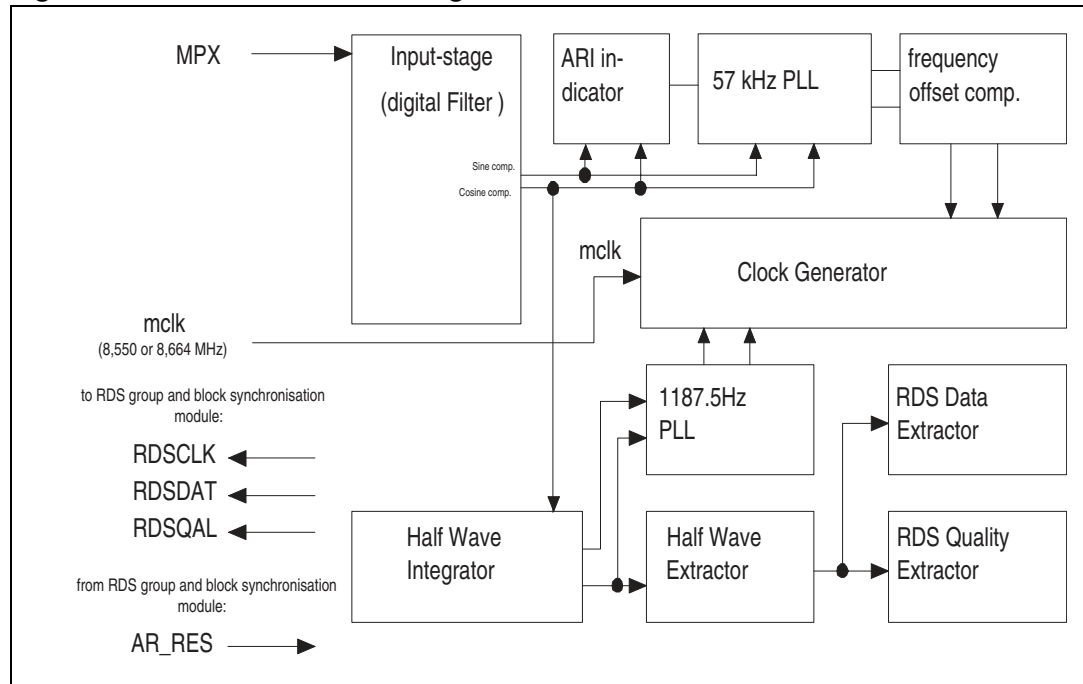 MPX
Input-stage
(digital Filter )
Sine comp.
Cosine comp.
ARI in-
dicator
57 kHz PLL
frequency
offset comp.
mclk
Clock Generator
mclk
(8,550 or 8,664 MHz)
to RDS group and block synchronisation
module:
RDSCLK
RDSDAT
RDSQAL
from RDS group and block synchronisation
module:
AR_RES
1187.5Hz
PLL
RDS Data
Extractor
Half Wave
Integrator
Half Wave
Extractor
RDS Quality
Extractor